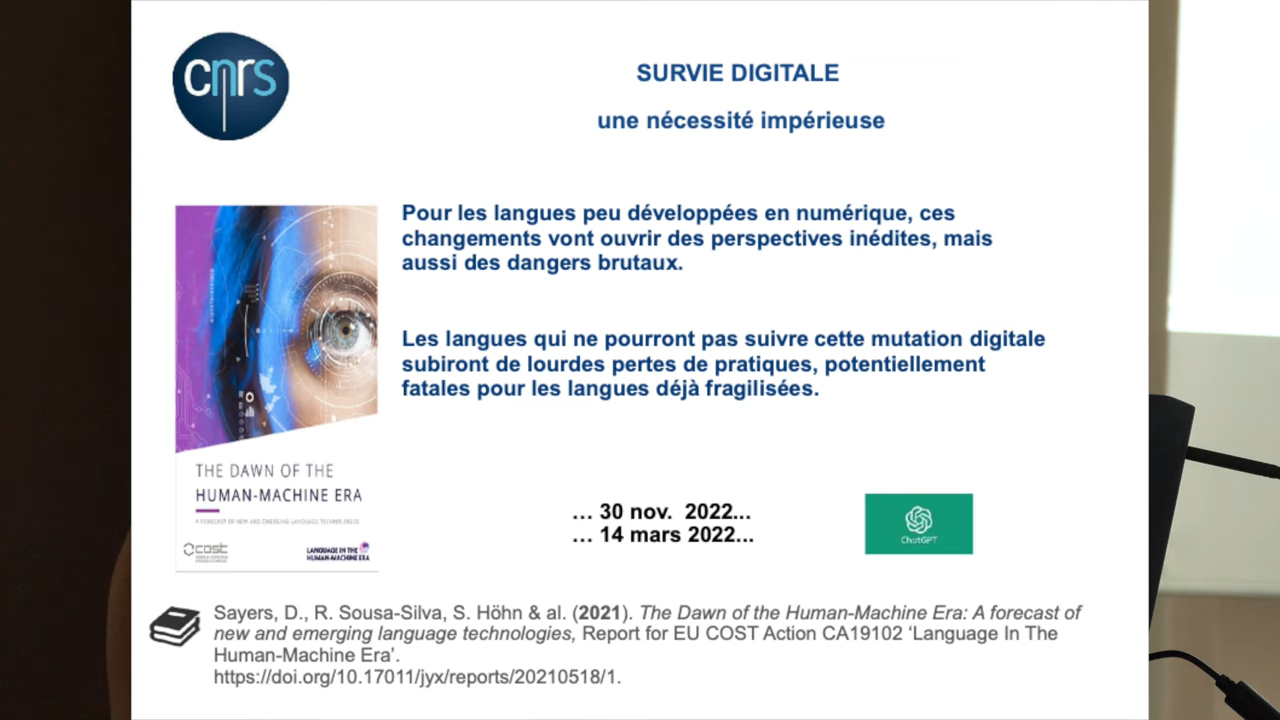 cnrs
SURVIE DIGITALE
une nécessité impérieuse
Pour les langues peu développées en numérique, ces
changements vont ouvrir des perspectives inédites, mais
aussi des dangers brutaux.
Les langues qui ne pourront pas suivre cette mutation digitale
subiront de lourdes pertes de pratiques, potentiellement
fatales pour les langues déjà fragilisées.
THE DAWN OF THE
HUMAN-MACHINE ERA
A FORECAST OF NEW AND EMERGING LANGUAGE TECHNOLOGIES
cost
LANGUAGE IN THE
HUMAN-MACHINE ERA
... 30 nov.  2022...
... 14 mars 2022...
ChatGPT
Sayers, D., R. Sousa-Silva, S. Höhn & al. (2021). The Dawn of the Human-Machine Era: A forecast of
new and emerging language technologies, Report for EU COST Action CA19102 ‘Language In The
Human-Machine Era’.
https://doi.org/10.17011/jyx/reports/20210518/1.